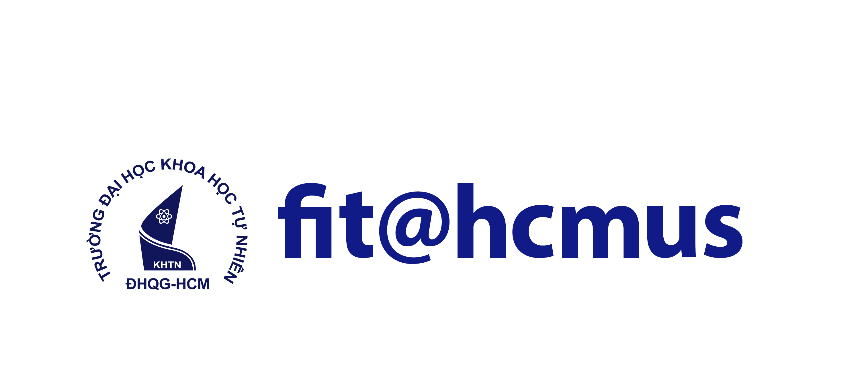 TRƯỜNG ĐẠI HỌC KHOA HỌC TỰ NHIÊN
KHTN
ĐHQG-HCM
fit@hcmus